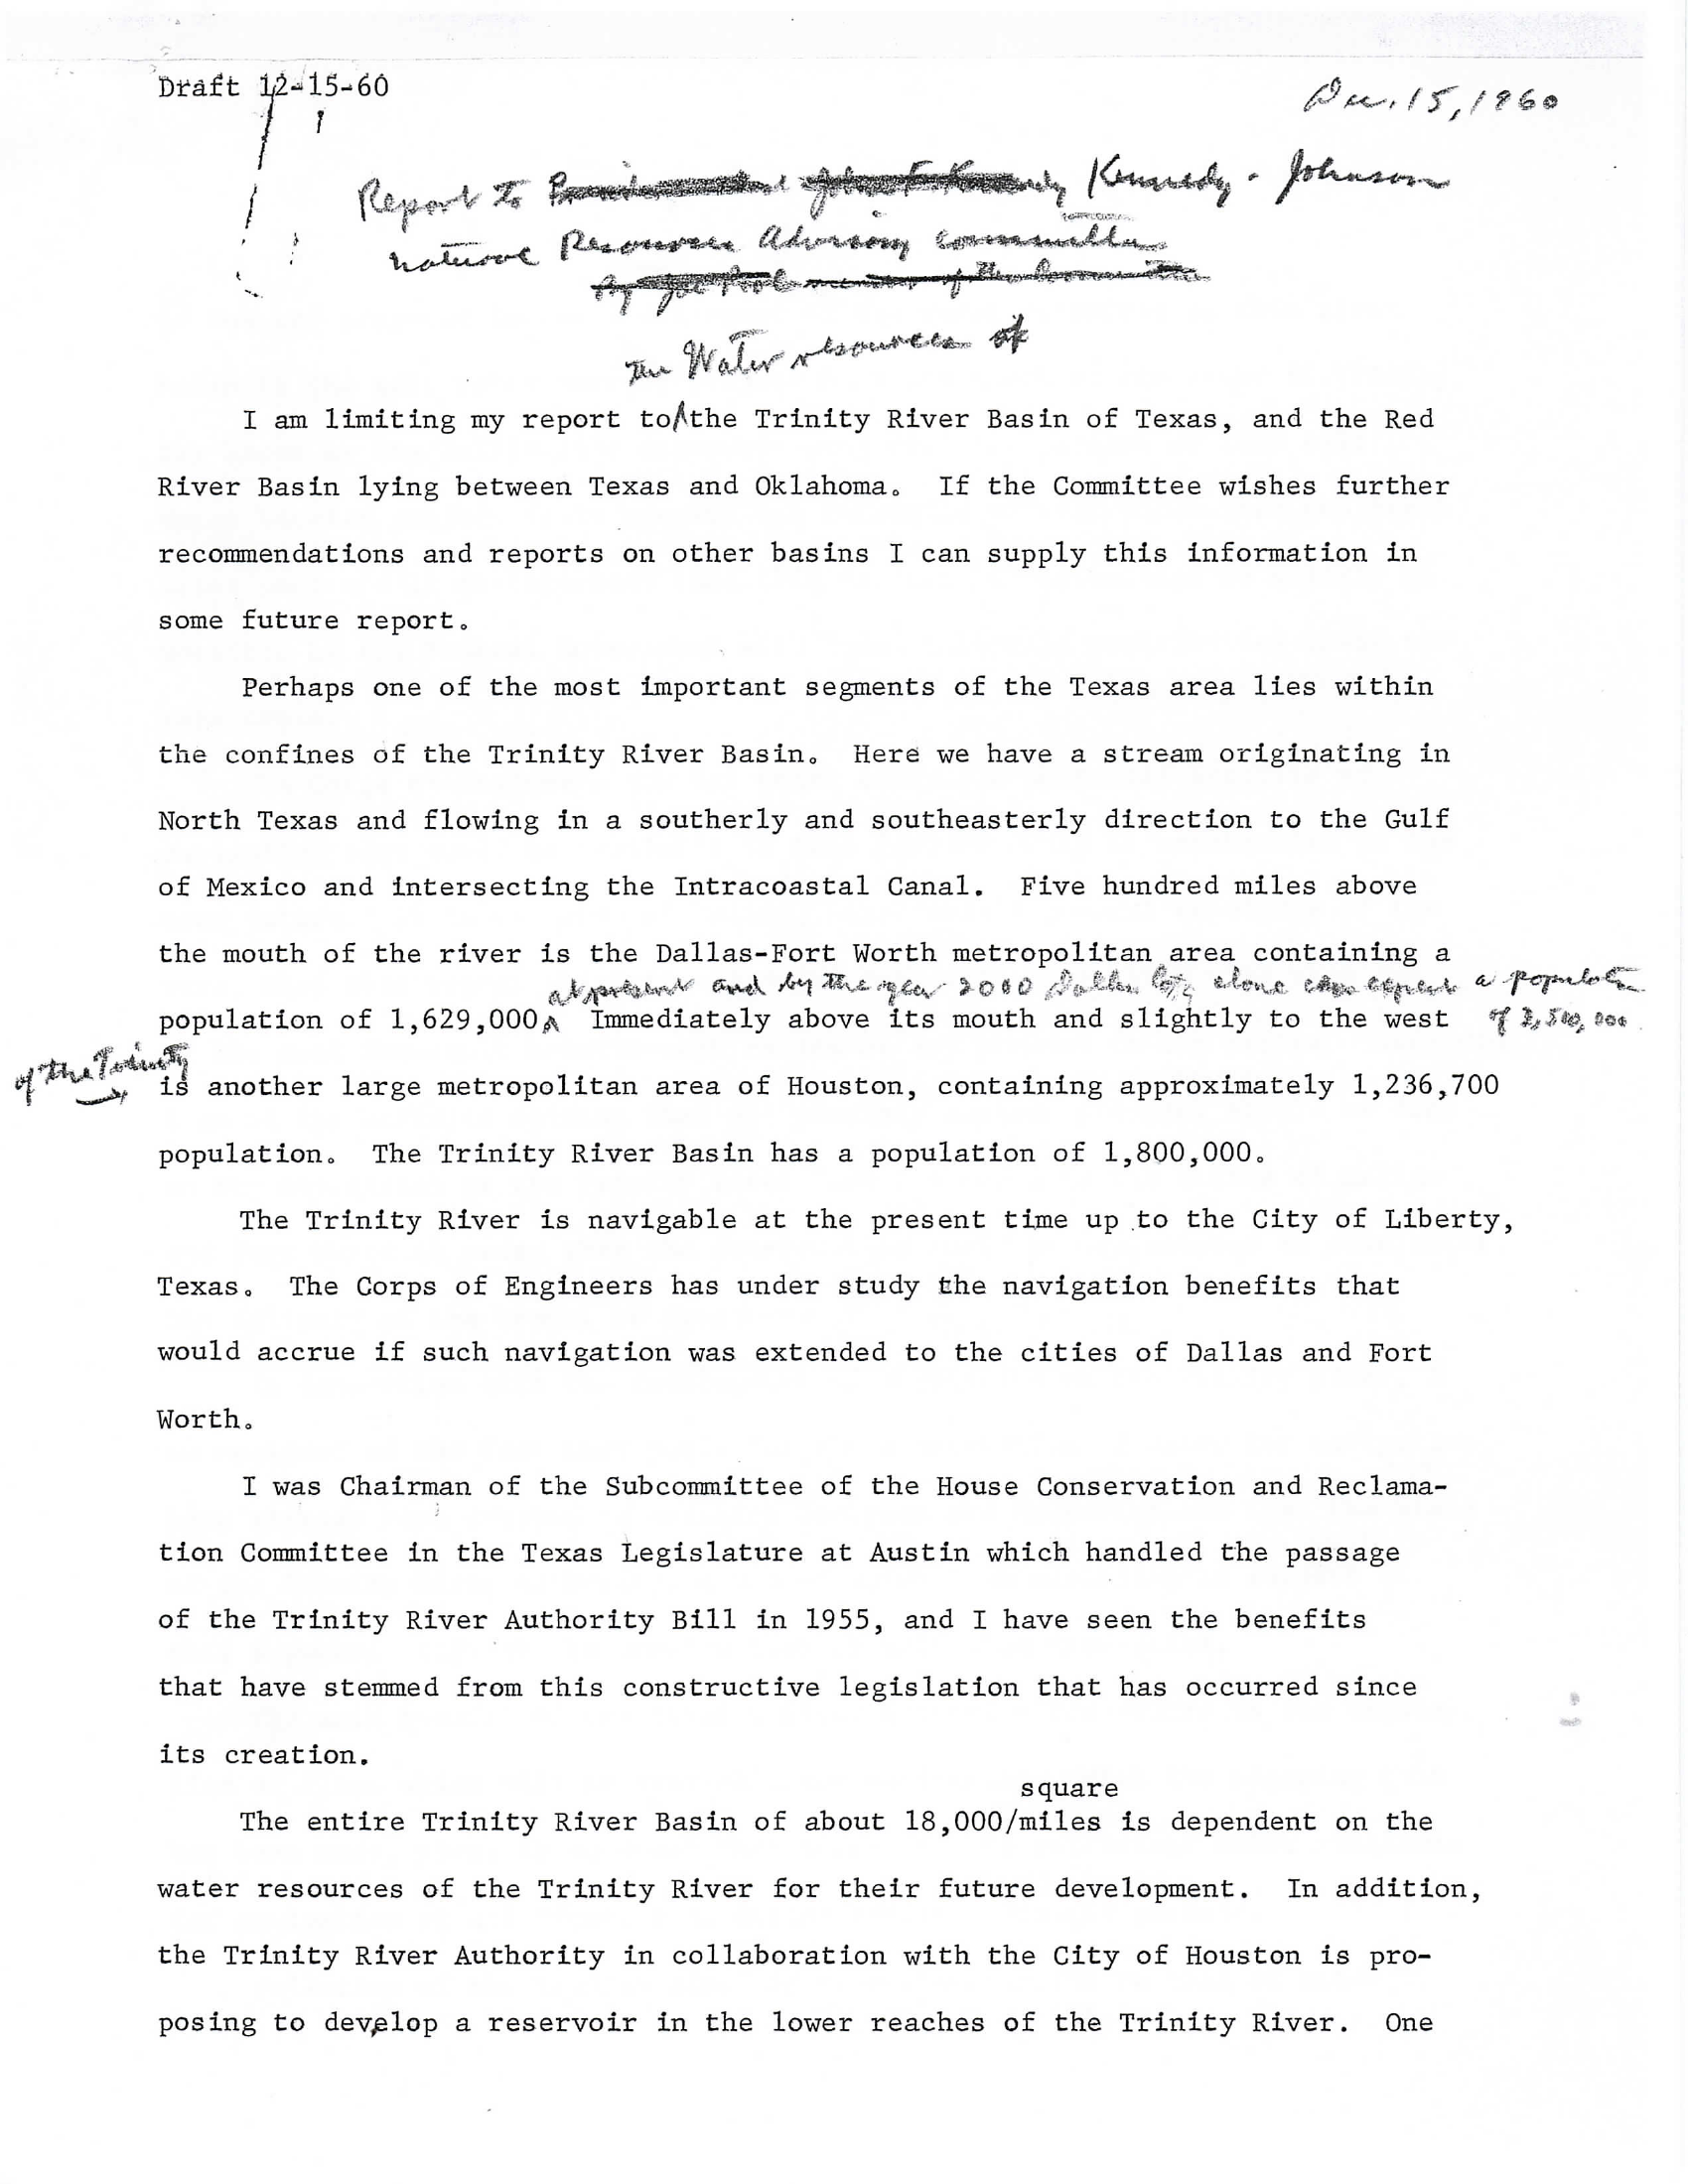 Draft 12-15-60
Dec. 15, 1960
Report to Kennedy - Johnson
Natural Resources Advisory Committee
The Water resources of
I am limiting my report to the Trinity River Basin of Texas, and the Red
River Basin lying between Texas and Oklahoma. If the Committee wishes further
recommendations and reports on other basins I can supply this information in
some future report.
Perhaps one of the most important segments of the Texas area lies within
the confines of the Trinity River Basin. Here we have a stream originating in
North Texas and flowing in a southerly and southeasterly direction to the Gulf
of Mexico and intersecting the Intracoastal Canal. Five hundred miles above
the mouth of the river is the Dallas-Fort Worth metropolitan area containing a
at present and by the year 2000 Dallas City alone can expect a population
population of 1,629,000 Immediately above its mouth and slightly to the west of 2,500,000
of the Trinity
is another large metropolitan area of Houston, containing approximately 1,236,700
population. The Trinity River Basin has a population of 1,800,000.
The Trinity River is navigable at the present time up to the City of Liberty,
Texas. The Corps of Engineers has under study the navigation benefits that
would accrue if such navigation was extended to the cities of Dallas and Fort
Worth.
I was Chairman of the Subcommittee of the House Conservation and Reclama-
tion Committee in the Texas Legislature at Austin which handled the passage
of the Trinity River Authority Bill in 1955, and I have seen the benefits
that have stemmed from this constructive legislation that has occurred since
its creation.
square
The entire Trinity River Basin of about 18,000/miles is dependent on the
water resources of the Trinity River for their future development. In addition,
the Trinity River Authority in collaboration with the City of Houston is pro-
posing to develop a reservoir in the lower reaches of the Trinity River. One